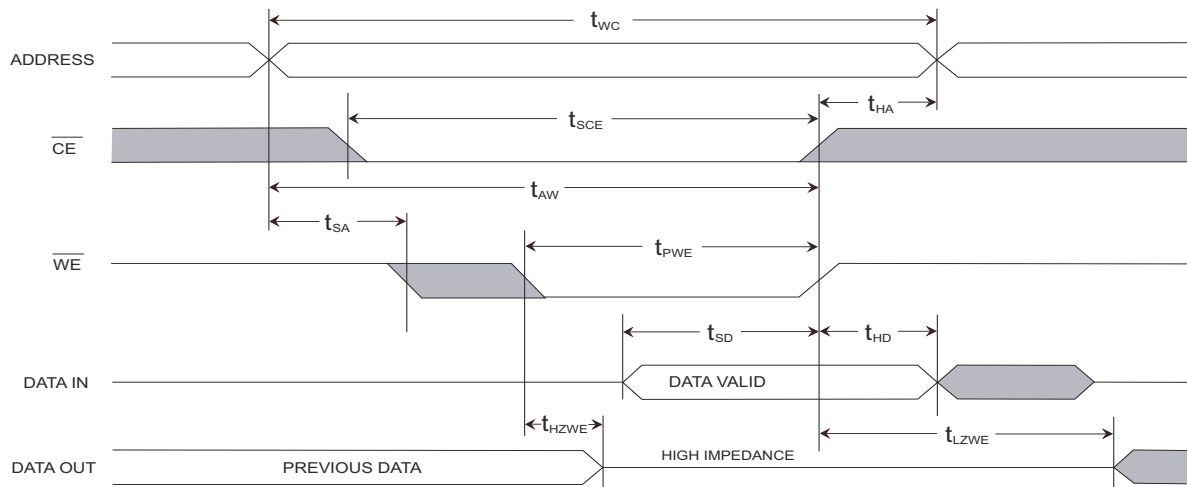 tWC
ADDRESS
tHA
tSCE
CE
tAW
tSA
tPWE
WE
tSD
tHD
DATA IN
DATA VALID
tHZWE
tLZWE
DATA OUT
PREVIOUS DATA
HIGH IMPEDANCE